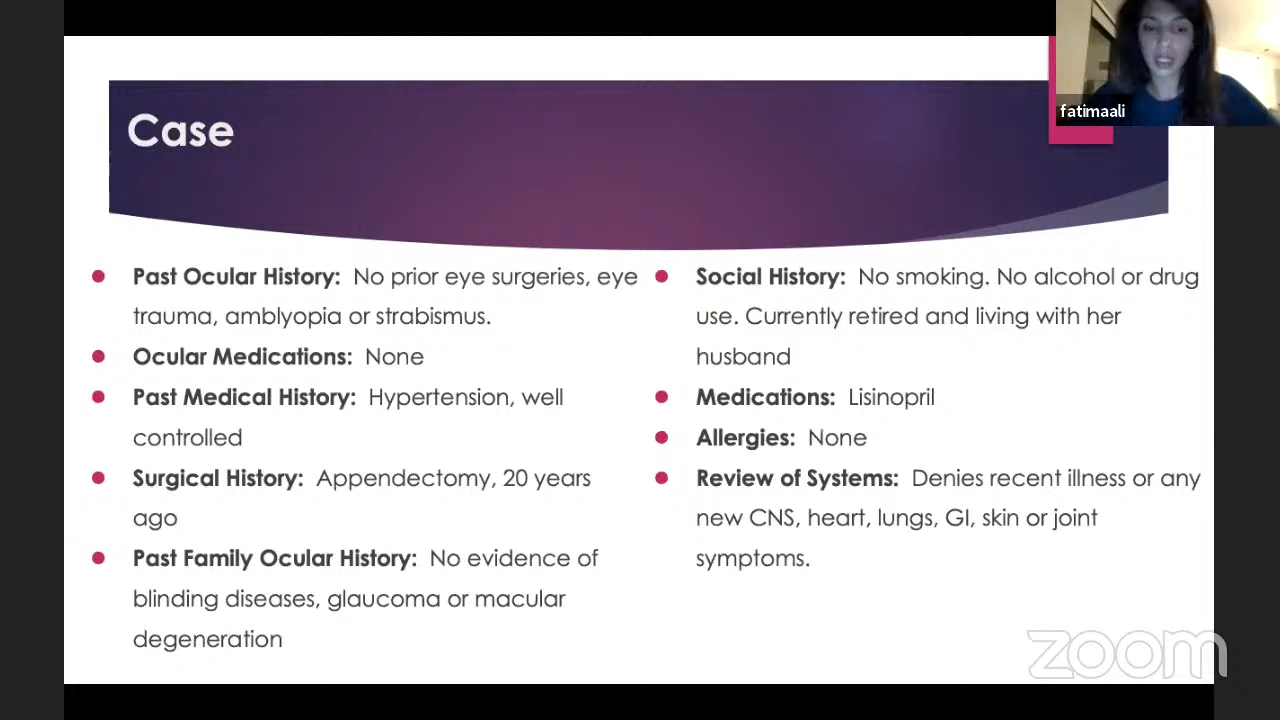 fatimaali
Case
Past Ocular History: No prior eye surgeries, eye
trauma, amblyopia or strabismus.
Ocular Medications: None
Past Medical History: Hypertension, well
controlled
Surgical History: Appendectomy, 20 years
ago
Past Family Ocular History: No evidence of
blinding diseases, glaucoma or macular
degeneration
Social History: No smoking. No alcohol or drug
use. Currently retired and living with her
husband
Medications: Lisinopril
Allergies: None
Review of Systems: Denies recent illness or any
new CNS, heart, lungs, GI, skin or joint
symptoms.
zoom